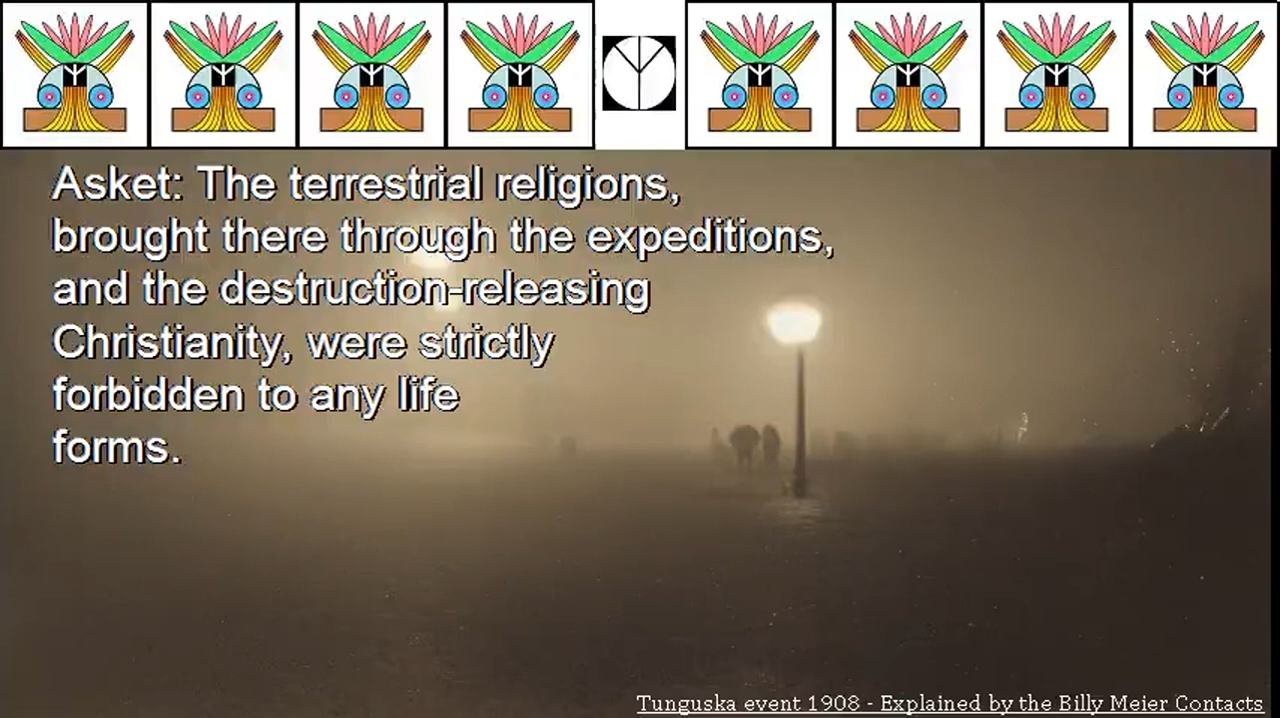 Asket: The terrestrial religions,
brought there through the expeditions,
and the destruction-releasing
Christianity, were strictly
forbidden to any life
forms.
Tunguska event 1908 - Explained by the Billy Meier Contacts